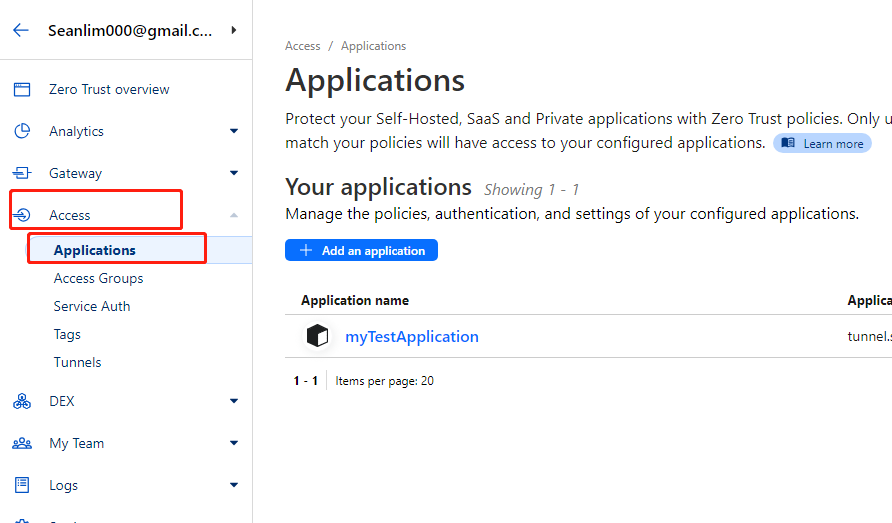 Seanlim000@gmail.c...
Zero Trust overview
Analytics
Gateway
Access
Applications
Access Groups
Service Auth
Tags
Tunnels
DEX
My Team
Logs
Access / Applications
Applications
Protect your Self-Hosted, SaaS and Private applications with Zero Trust policies. Only u
match your policies will have access to your configured applications. Learn more
Your applications Showing 1 - 1
Manage the policies, authentication, and settings of your configured applications.
+ Add an application
Application name Applica
myTestApplication tunnel.s
1 - 1 Items per page: 20